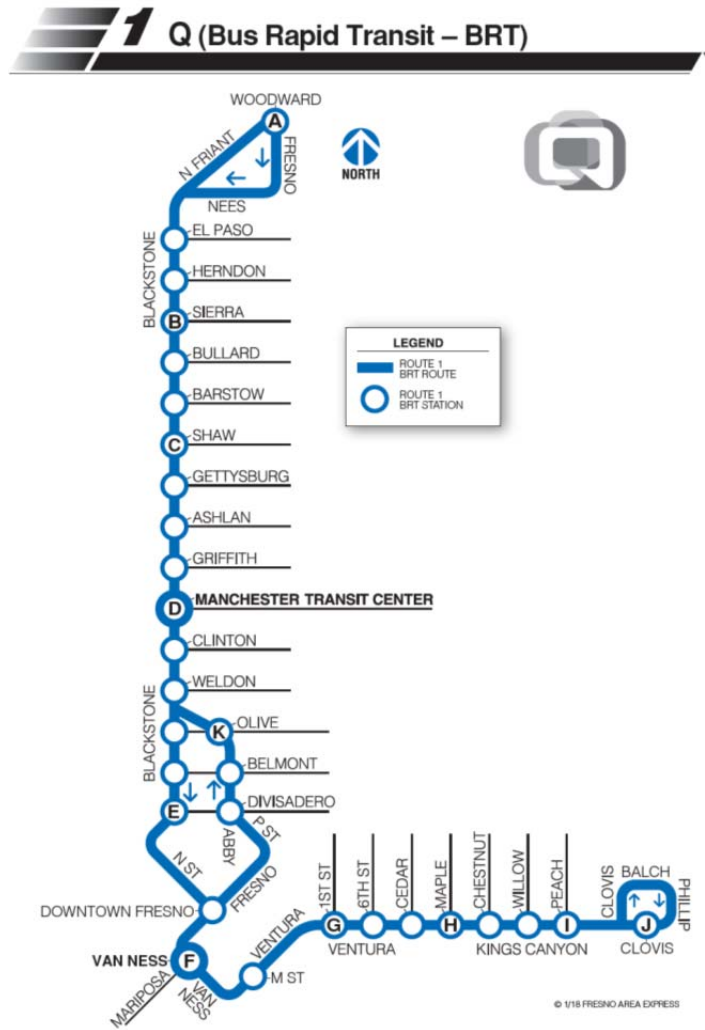 1 Q (Bus Rapid Transit – BRT)
WOODWARD
A
N FRIANT
FRESNO
NORTH
NEES
EL PASO
BLACKSTONE
HERNDON
B SIERRA
BULLARD
LEGEND
ROUTE 1
BRT ROUTE
ROUTE 1
BRT STATION
BARSTOW
C SHAW
GETTYSBURG
ASHLAN
GRIFFITH
D MANCHESTER TRANSIT CENTER
CLINTON
WELDON
BLACKSTONE
K OLIVE
BELMONT
E DIVISADERO
ABBY
P ST
N ST
FRESNO
DOWNTOWN FRESNO
VAN NESS F
MARIPOSA
VAN
NESS
M ST
VENTURA
1ST ST
6TH ST
CEDAR
MAPLE
CHESTNUT
WILLOW
PEACH
CLOVIS
BALCH
PHILLIP
G
H
I
J
VENTURA
KINGS CANYON
CLOVIS
© 1/18 FRESNO AREA EXPRESS